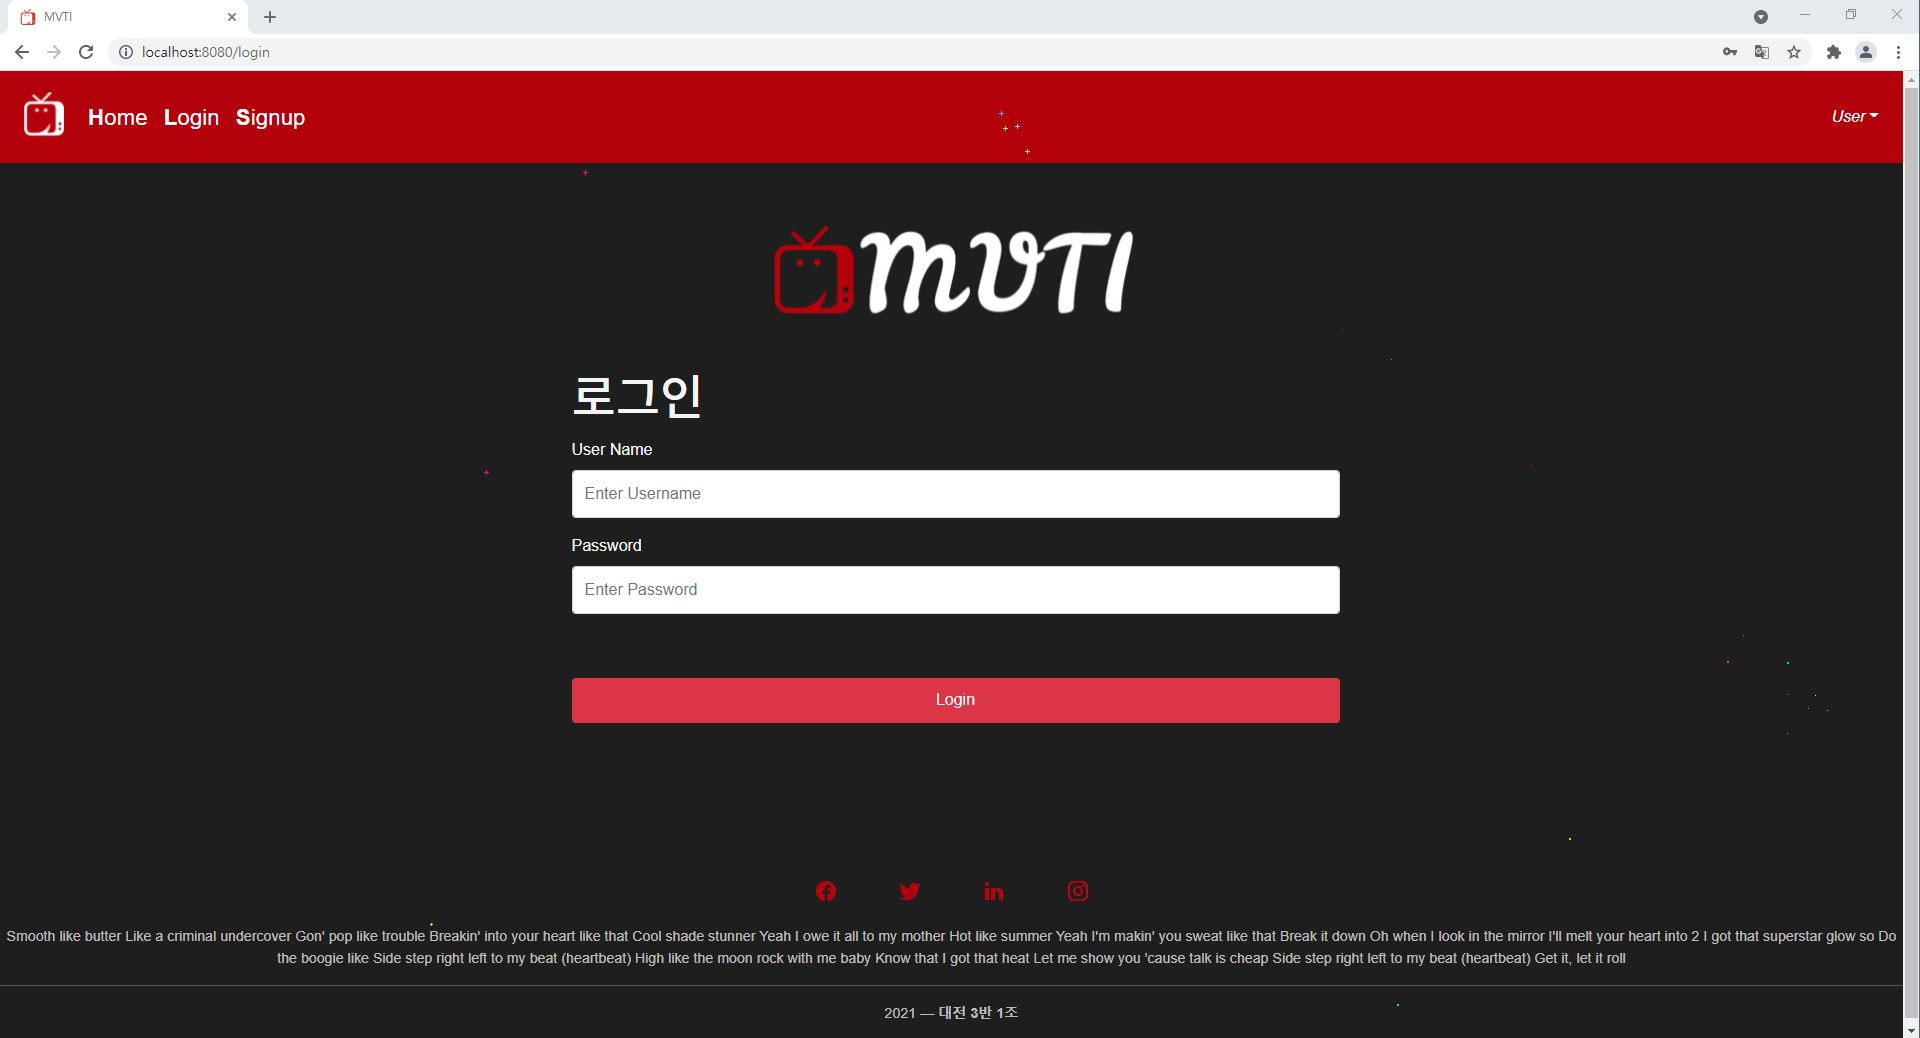 MVTI
localhost:8080/login
Home Login Signup
User
MVTI
로그인
User Name
Enter Username
Password
Enter Password
Login
Smooth like butter Like a criminal undercover Gon' pop like trouble Breakin' into your heart like that Cool shade stunner Yeah I owe it all to my mother Hot like summer Yeah I'm makin' you sweat like that Break it down Oh when I look in the mirror I'll melt your heart into 2 I got that superstar glow so Do
the boogie like Side step right left to my beat (heartbeat) High like the moon rock with me baby Know that I got that heat Let me show you 'cause talk is cheap Side step right left to my beat (heartbeat) Get it, let it roll
2021 — 대전 3반 1조